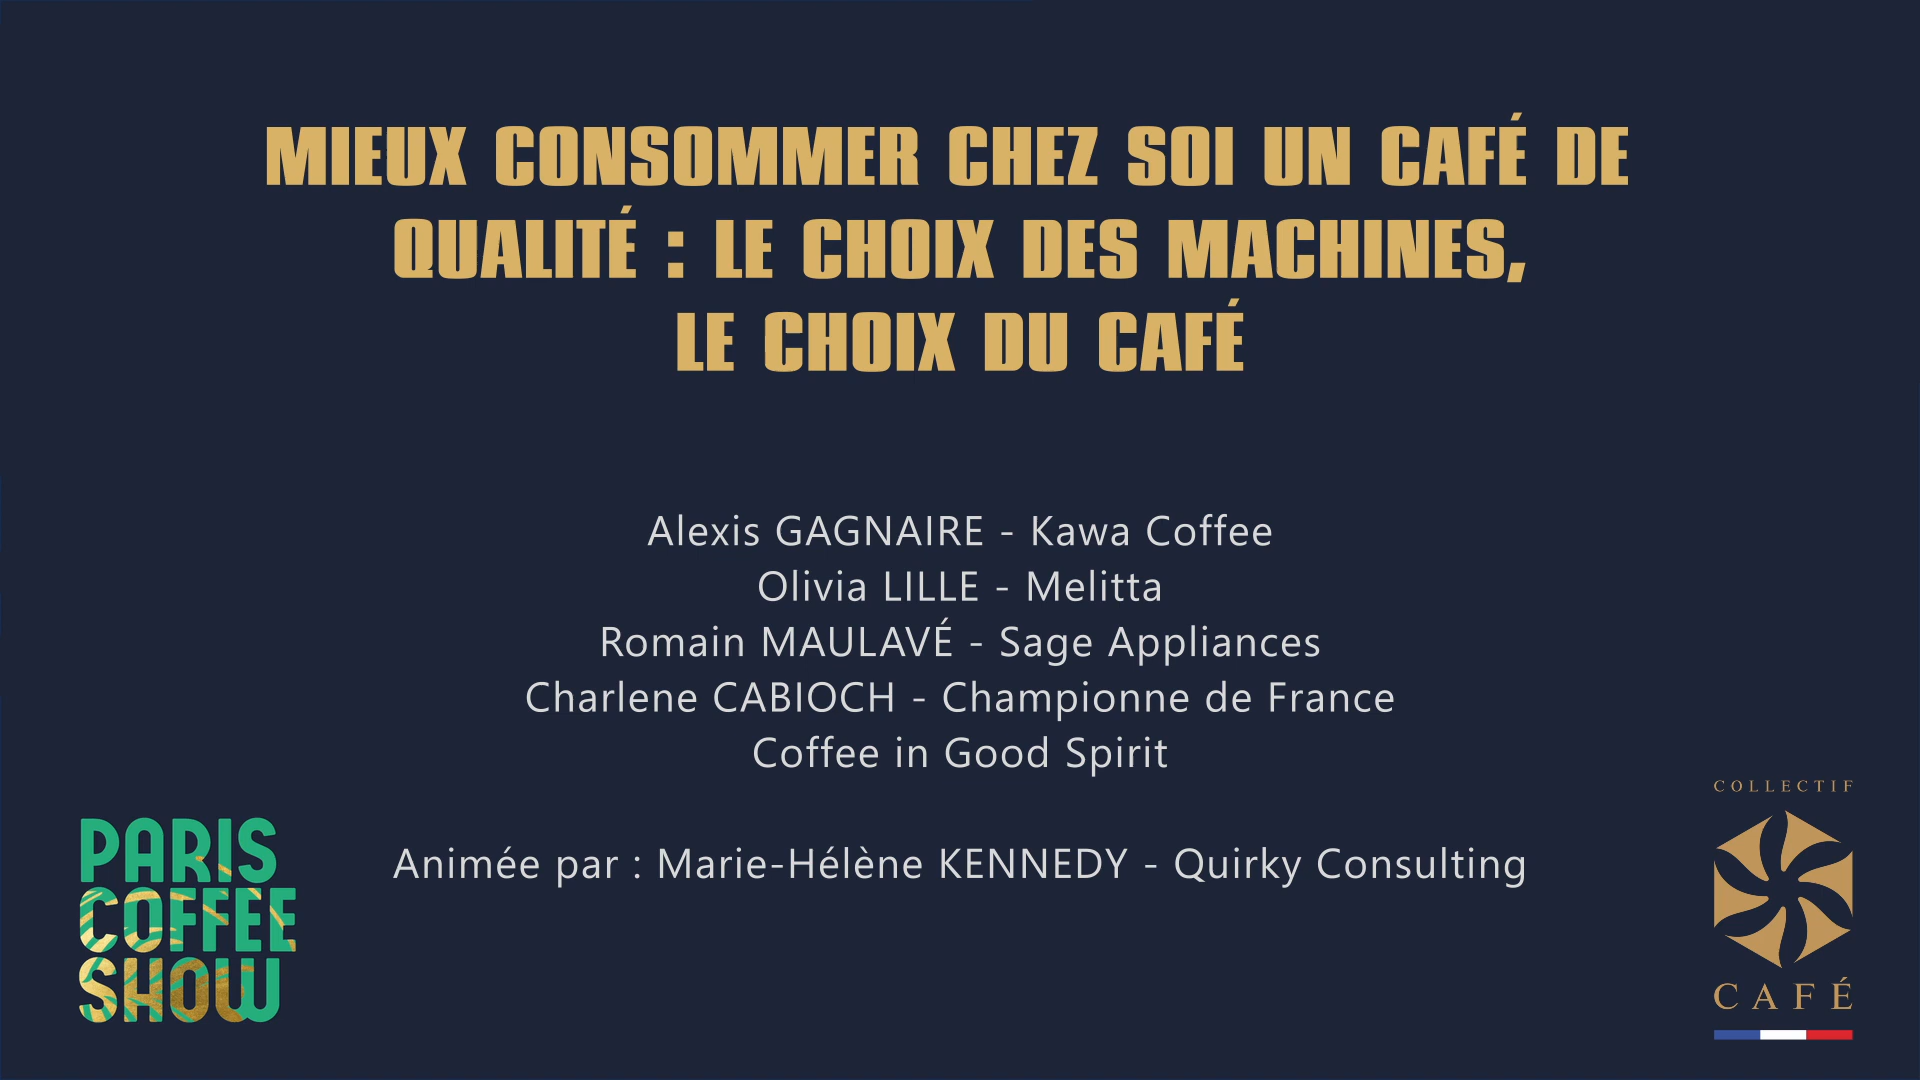 MIEUX CONSOMMER CHEZ SOI UN CAFÉ DE
QUALITÉ : LE CHOIX DES MACHINES,
LE CHOIX DU CAFÉ
Alexis GAGNAIRE - Kawa Coffee
Olivia LILLE - Melitta
Romain MAULAVÉ - Sage Appliances
Charlene CABIOCH - Championne de France
Coffee in Good Spirit
Animée par : Marie-Hélène KENNEDY - Quirky Consulting
PARIS
COFFEE
SHOW
COLLECTIF
CAFÉ